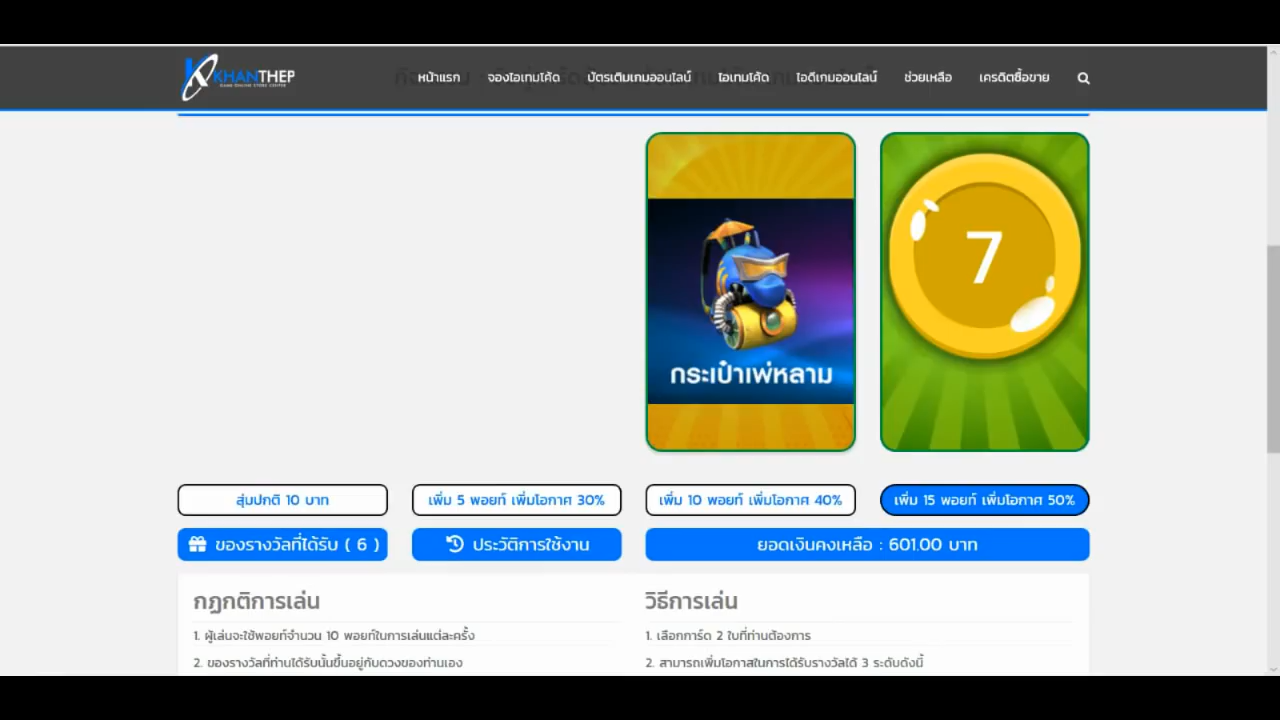 KHANTHEP
GAME ONLINE STORE CENTER
หน้าแรก
จองไอเทมโค้ด
บัตรเติมเกมออนไลน์
ไอเทมโค้ด
ไอดีเกมออนไลน์
ช่วยเหลือ
เครดิตซื้อขาย
7
กระเป๋าเพ่หลาม
สุ่มปกติ 10 บาท
เพิ่ม 5 พอยท์ เพิ่มโอกาศ 30%
เพิ่ม 10 พอยท์ เพิ่มโอกาศ 40%
เพิ่ม 15 พอยท์ เพิ่มโอกาศ 50%
ของรางวัลที่ได้รับ ( 6 )
ประวัติการใช้งาน
ยอดเงินคงเหลือ : 601.00 บาท
กฏกติการเล่น
1. ผู้เล่นจะใช้พอยท์จำนวน 10 พอยท์ในการเล่นแต่ละครั้ง
2. ของรางวัลที่ท่านได้รับนั้นขึ้นอยู่กับดวงของท่านเอง
วิธีการเล่น
1. เลือกการ์ด 2 ใบที่ท่านต้องการ
2. สามารถเพิ่มโอกาสในการได้รับรางวัลได้ 3 ระดับดังนี้